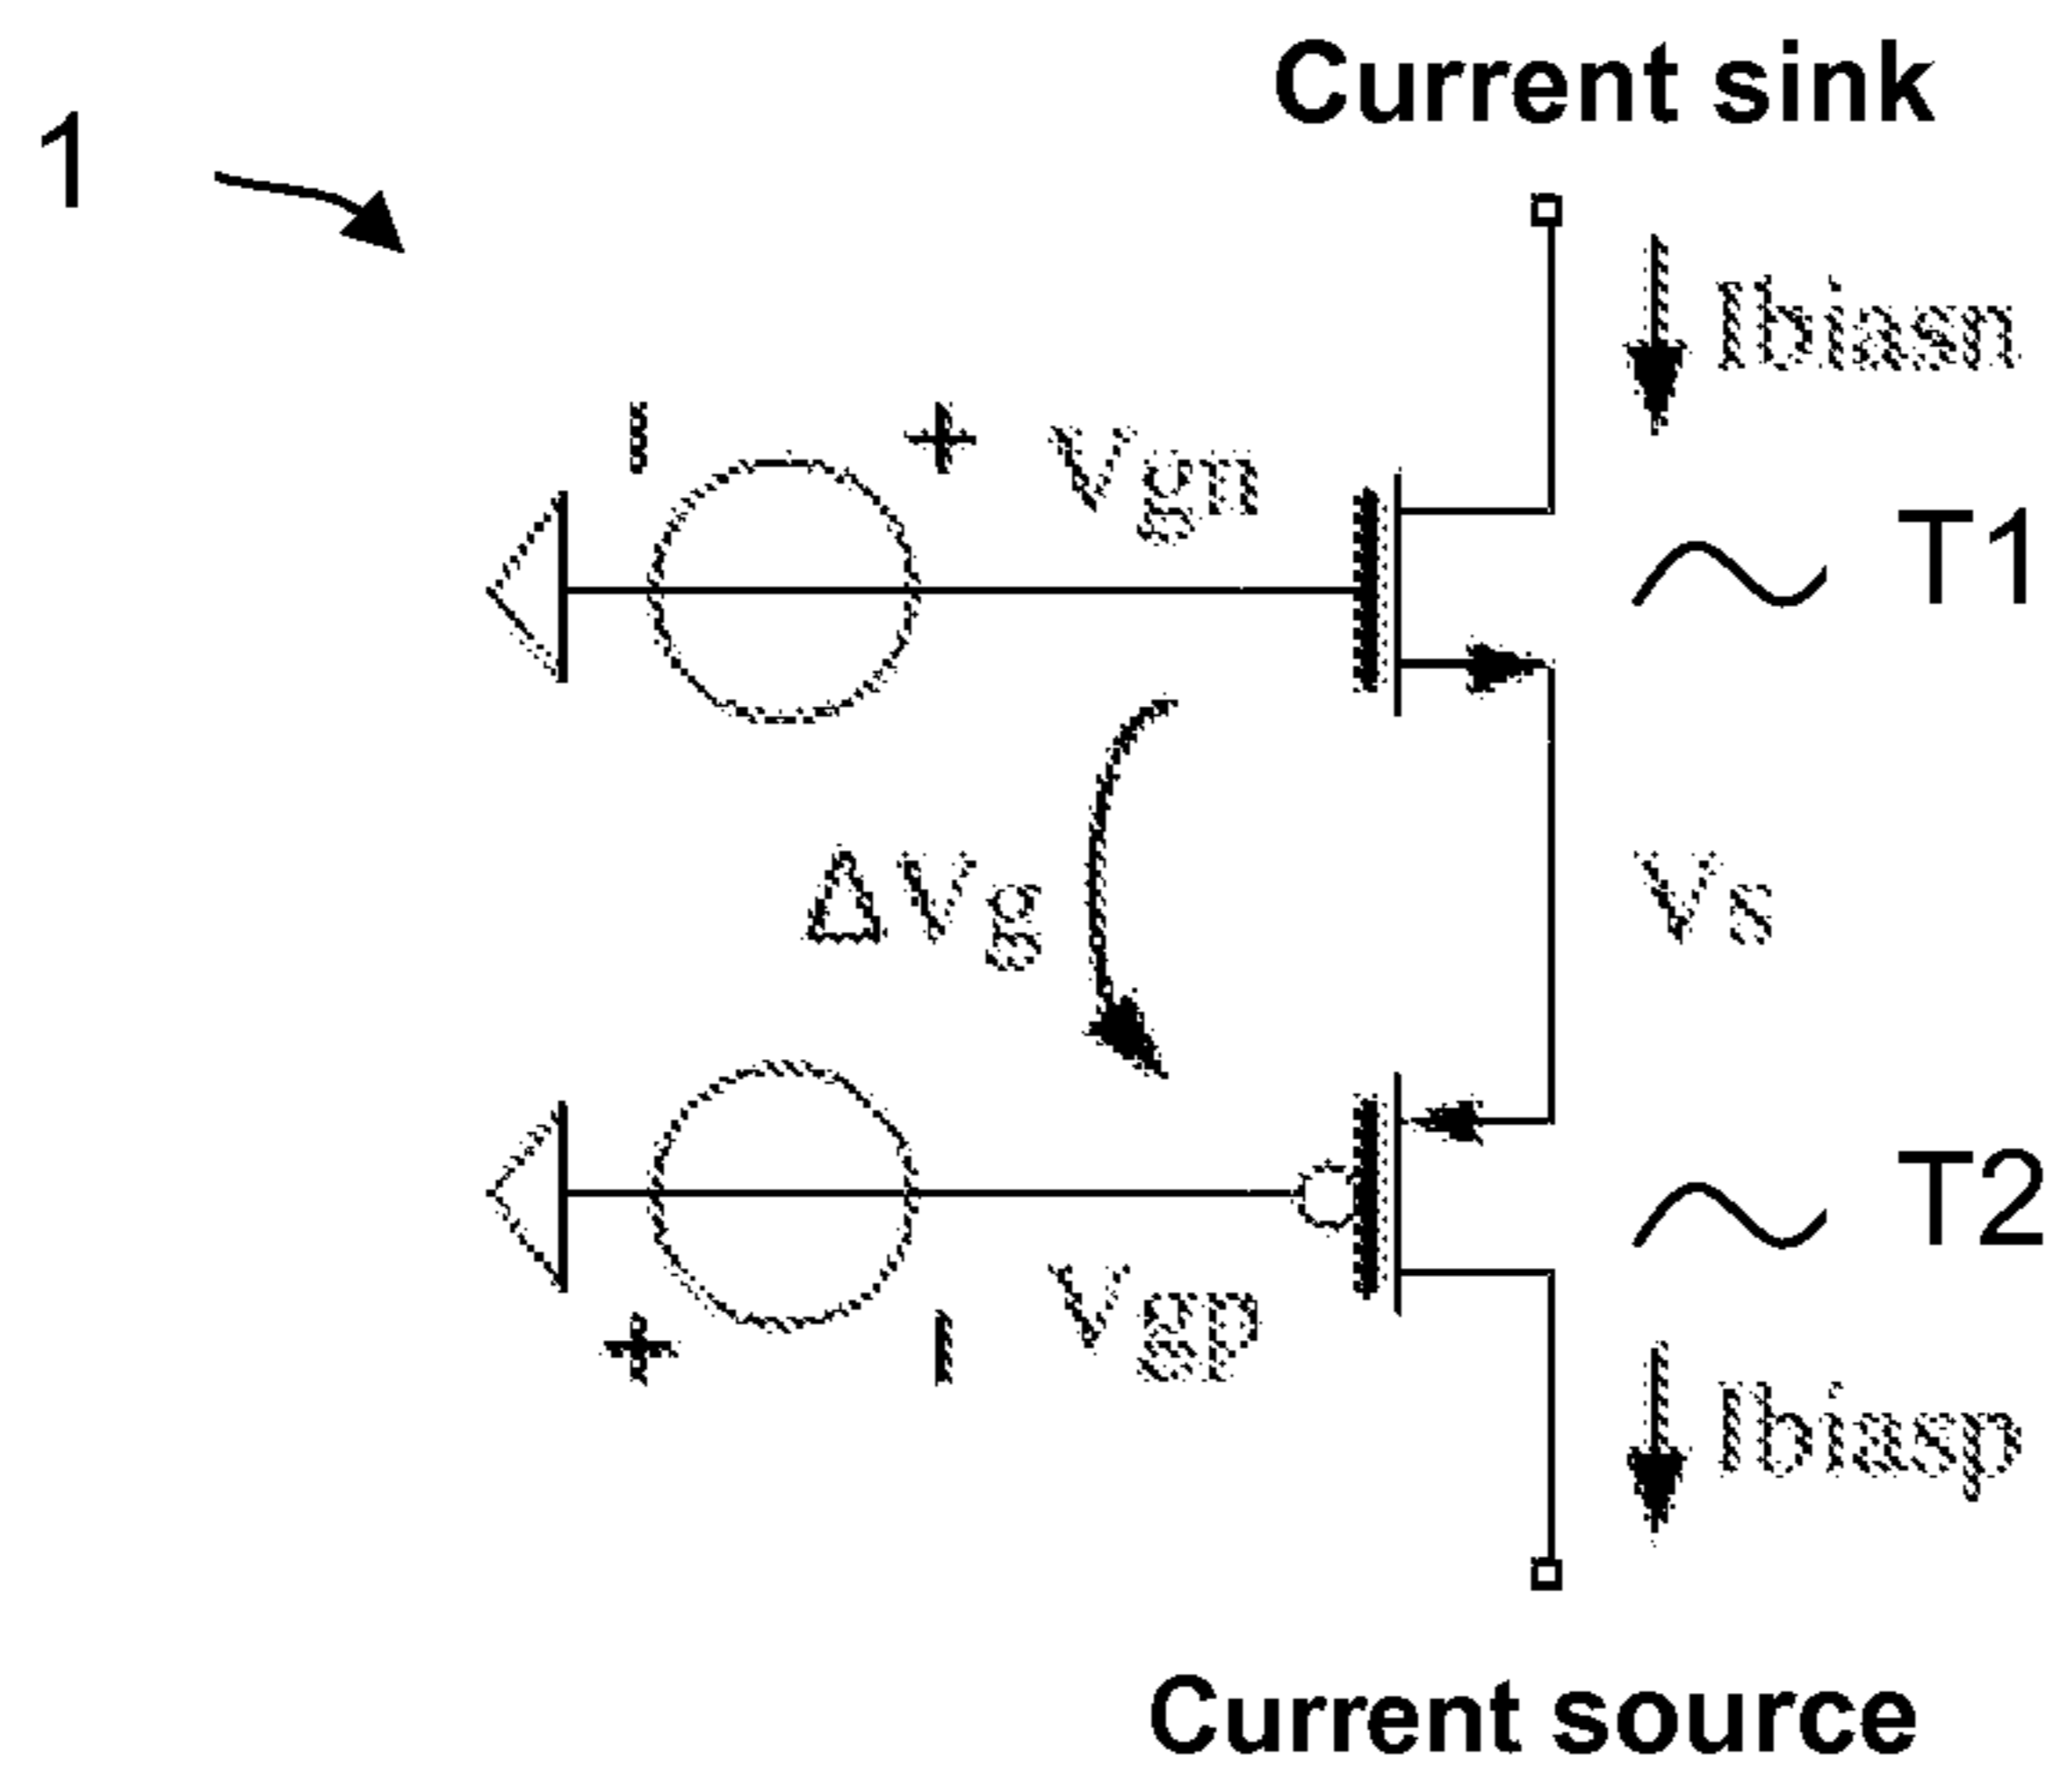 Current sink
1
Ibiasn
− + Vgn
T1
ΔVg
Vs
T2
+ − Vgp
Ibiasp
Current source